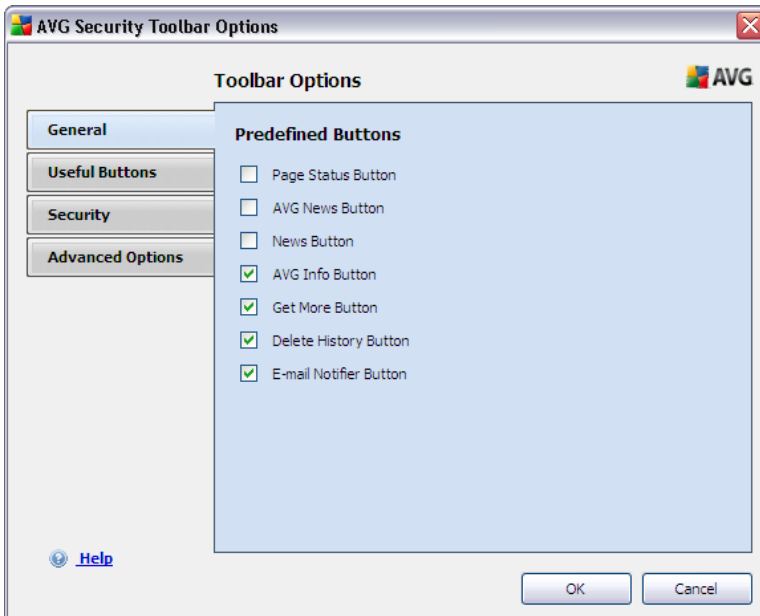 AVG Security Toolbar Options
Toolbar Options
AVG
General
Useful Buttons
Security
Advanced Options
Predefined Buttons
Page Status Button
AVG News Button
News Button
AVG Info Button
Get More Button
Delete History Button
E-mail Notifier Button
Help
OK
Cancel